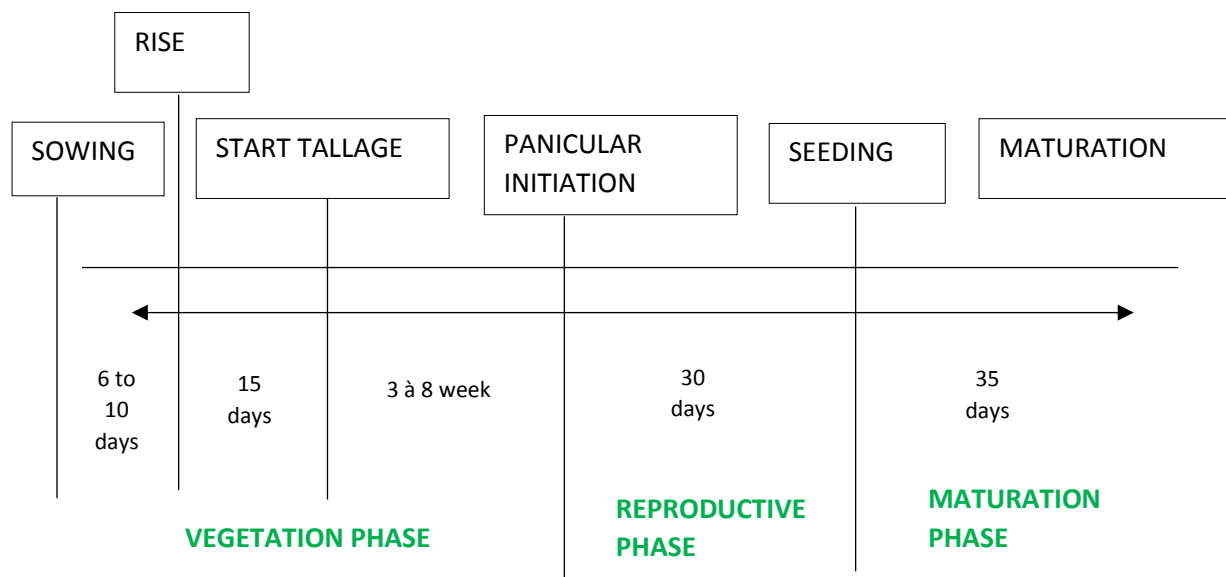 RISE
SOWING
START TALLAGE
PANICULAR
INITIATION
SEEDING
MATURATION
6 to
10
days
15
days
3 à 8 week
30
days
35
days
VEGETATION PHASE
REPRODUCTIVE
PHASE
MATURATION
PHASE